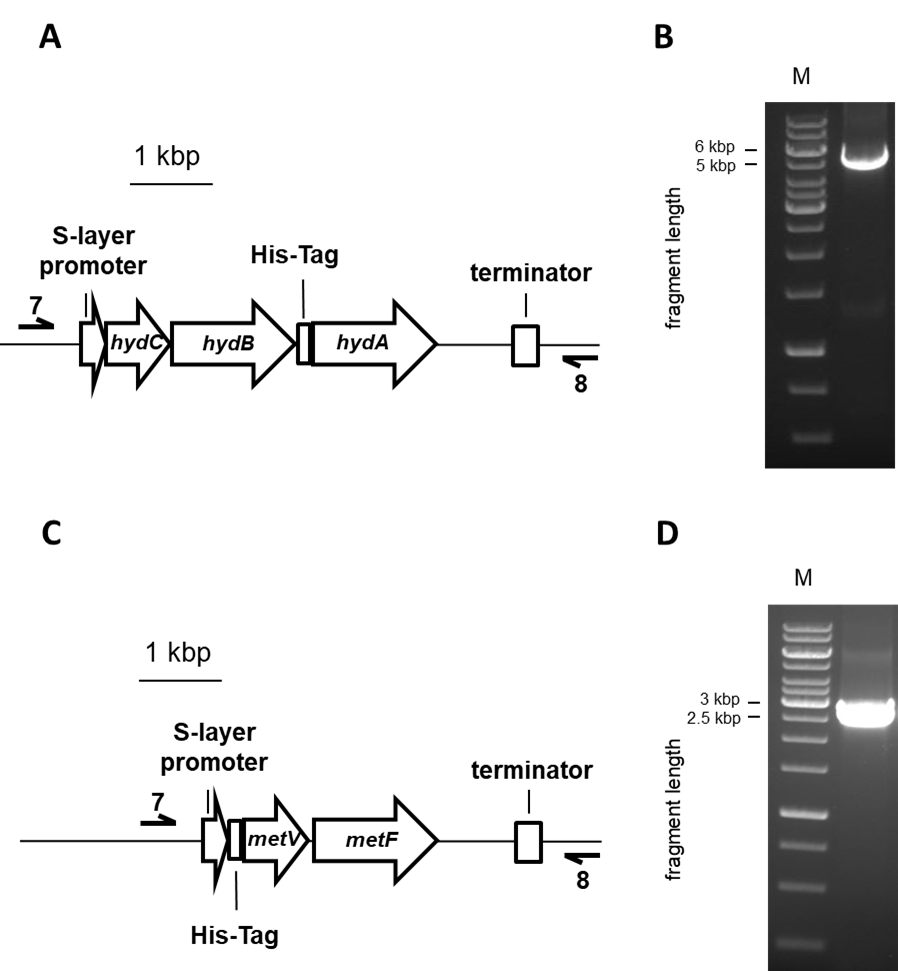 A
1 kbp
S-layer
promoter
His-Tag
terminator
7
hydC
hydB
hydA
8
B
M
6 kbp
5 kbp
fragment length
C
1 kbp
S-layer
promoter
terminator
7
metV
metF
8
His-Tag
D
M
3 kbp
2.5 kbp
fragment length